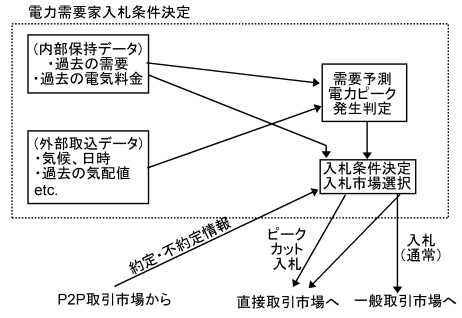 電力需要家入札条件決定
(内部保持データ)
・過去の需要
・過去の電気料金
需要予測
電力ピーク
発生判定
(外部取込データ)
・気候、日時
・過去の気配値
etc.
入札条件決定
入札市場選択
約定・不約定情報
ピーク
カット
入札
入札
(通常)
P2P取引市場から
直接取引市場へ
一般取引市場へ